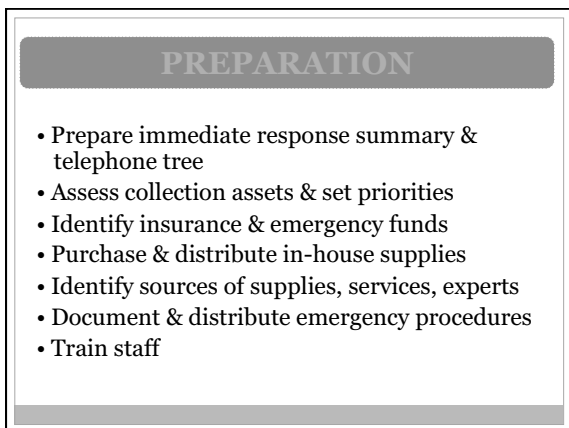 PREPARATION
• Prepare immediate response summary &
telephone tree
• Assess collection assets & set priorities
• Identify insurance & emergency funds
• Purchase & distribute in-house supplies
• Identify sources of supplies, services, experts
• Document & distribute emergency procedures
• Train staff